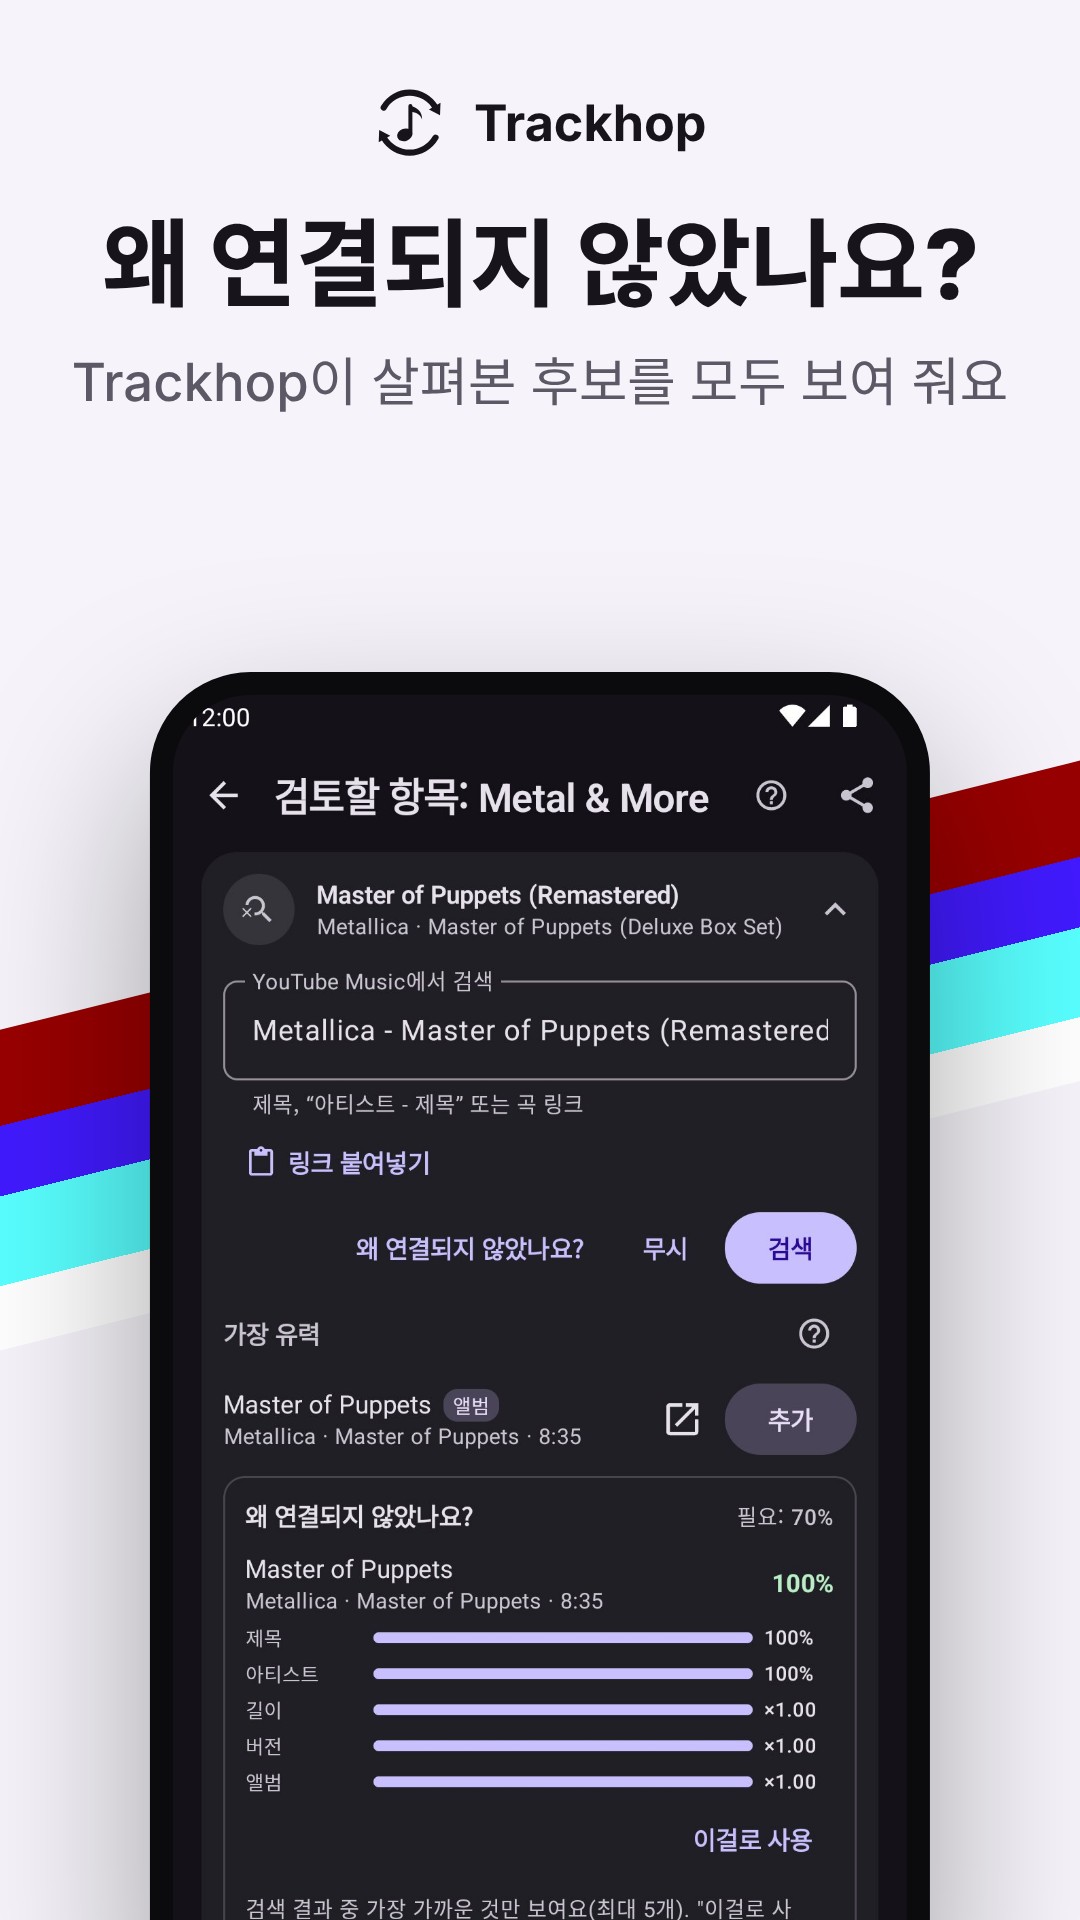 Trackhop
왜 연결되지 않았나요?
Trackhop이 살펴본 후보를 모두 보여 줘요
12:00
검토할 항목: Metal & More
Master of Puppets (Remastered)
Metallica · Master of Puppets (Deluxe Box Set)
YouTube Music에서 검색
Metallica - Master of Puppets (Remastered
제목, “아티스트 - 제목” 또는 곡 링크
링크 붙여넣기
왜 연결되지 않았나요? 무시 검색
가장 유력
Master of Puppets 앨범
Metallica · Master of Puppets · 8:35
추가
왜 연결되지 않았나요? 필요: 70%
Master of Puppets
Metallica · Master of Puppets · 8:35
100%
제목 100%
아티스트 100%
길이 ×1.00
버전 ×1.00
앨범 ×1.00
이걸로 사용
검색 결과 중 가장 가까운 것만 보여요(최대 5개). "이걸로 사